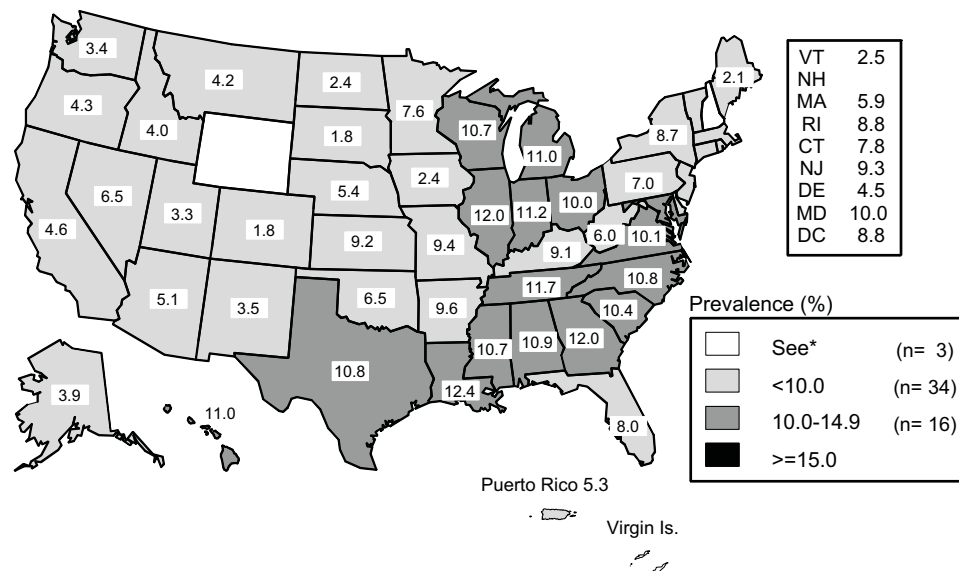 3.4
4.2
2.4
7.6
2.1
4.3
4.0
1.8
10.7
11.0
8.7
6.5
3.3
5.4
2.4
7.0
4.6
1.8
9.2
9.4
12.0
11.2
10.0
6.0
10.1
9.1
5.1
3.5
6.5
9.6
11.7
10.8
10.4
10.8
12.4
10.7
10.9
12.0
8.0
3.9
11.0
Puerto Rico 5.3
Virgin Is.
VT 2.5
NH
MA 5.9
RI 8.8
CT 7.8
NJ 9.3
DE 4.5
MD 10.0
DC 8.8
Prevalence (%)
See* (n= 3)
<10.0 (n= 34)
10.0-14.9 (n= 16)
>=15.0